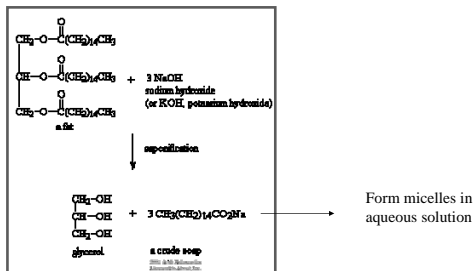 O
CH₂—O—C(CH₂)₁₄CH₃
O
CH—O—C(CH₂)₁₄CH₃ + 3 NaOH
sodium hydroxide
(or KOH, potassium hydroxide)
O
CH₂—O—C(CH₂)₁₄CH₃
a fat
saponification
CH₂—OH
CH—OH + 3 CH₃(CH₂)₁₄CO₂Na
CH₂—OH
glycerol
a crude soap
Form micelles in
aqueous solution